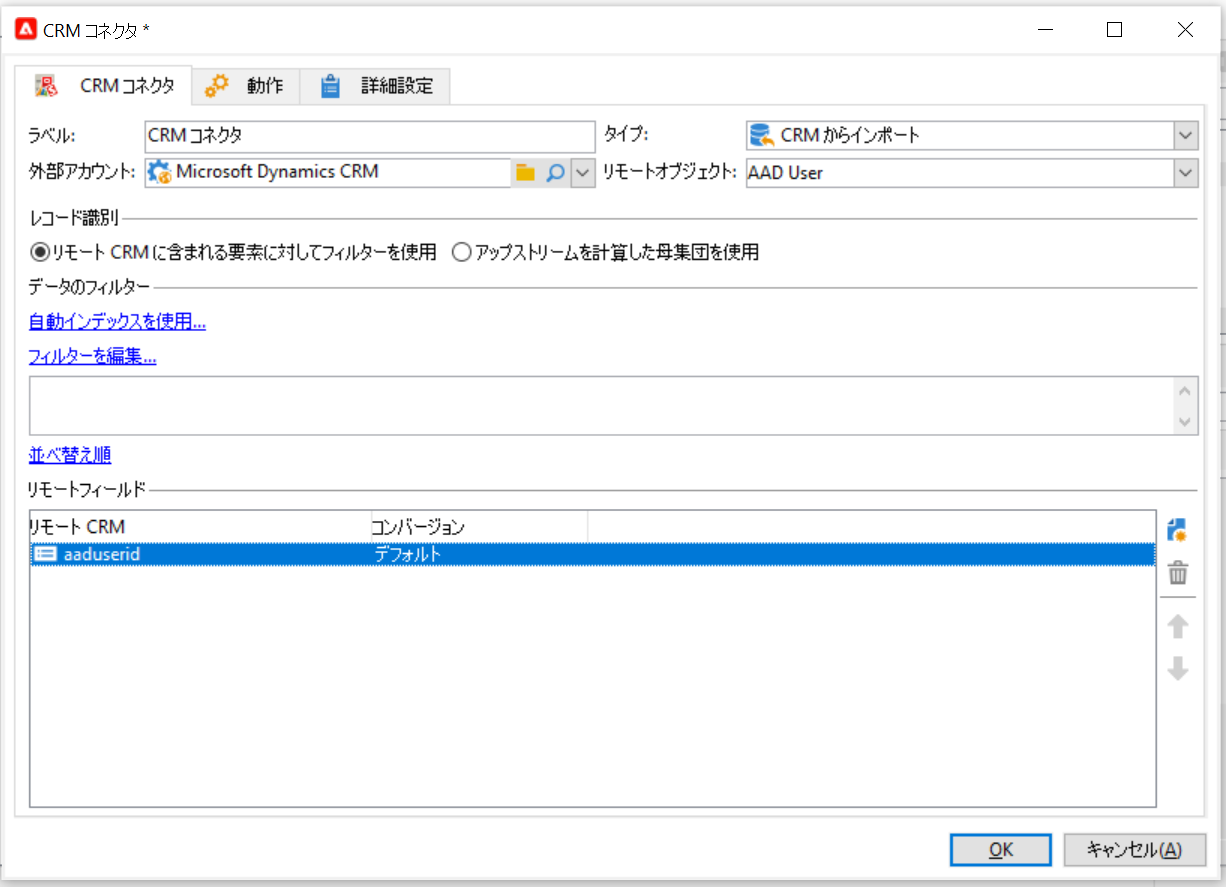 CRM コネクタ *
CRM コネクタ 動作 詳細設定
ラベル: CRM コネクタ タイプ: CRM からインポート
外部アカウント: Microsoft Dynamics CRM リモートオブジェクト: AAD User
レコード識別
リモート CRM に含まれる要素に対してフィルターを使用 アップストリームを計算した母集団を使用
データのフィルター
自動インデックスを使用...
フィルターを編集...
並べ替え順
リモートフィールド
リモート CRM コンバージョン
aaduserid デフォルト
OK キャンセル(A)